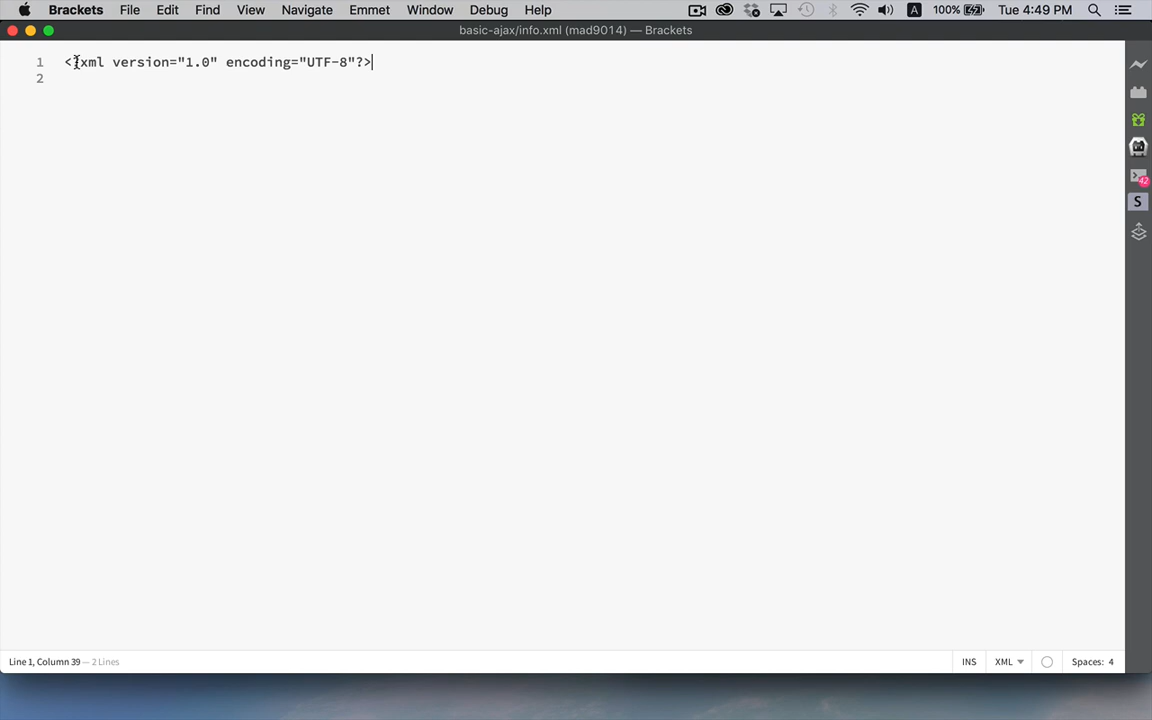 Brackets File Edit Find View Navigate Emmet Window Debug Help A 100% Tue 4:49 PM
basic-ajax/info.xml (mad9014) — Brackets
1 <?xml version="1.0" encoding="UTF-8"?>
2
42
S
Line 1, Column 39 — 2 Lines INS XML Spaces: 4